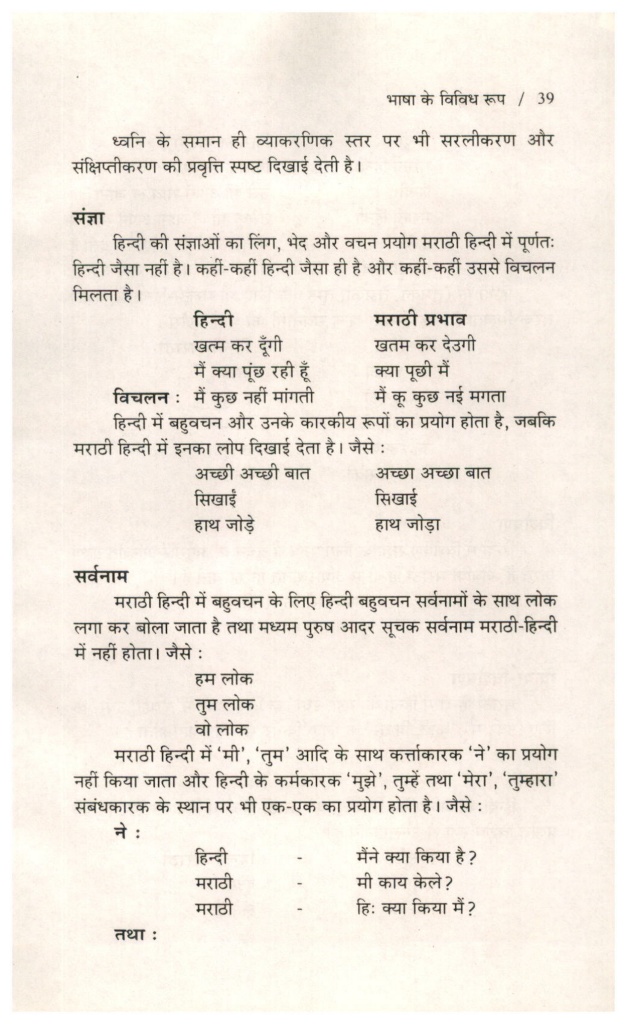 भाषा के विविध रूप / 39
ध्वनि के समान ही व्याकरणिक स्तर पर भी सरलीकरण और
संक्षिप्तीकरण की प्रवृत्ति स्पष्ट दिखाई देती है।
संज्ञा
हिन्दी की संज्ञाओं का लिंग, भेद और वचन प्रयोग मराठी हिन्दी में पूर्णतः
हिन्दी जैसा नहीं है। कहीं-कहीं हिन्दी जैसा ही है और कहीं-कहीं उससे विचलन
मिलता है।
हिन्दी मराठी प्रभाव
खत्म कर दूँगी खतम कर देउगी
मैं क्या पूंछ रही हूँ क्या पूछी मैं
विचलन : मैं कुछ नहीं मांगती मैं कू कुछ नई मगता
हिन्दी में बहुवचन और उनके कारकीय रूपों का प्रयोग होता है, जबकि
मराठी हिन्दी में इनका लोप दिखाई देता है। जैसे :
अच्छी अच्छी बात अच्छा अच्छा बात
सिखाईं सिखाई
हाथ जोड़े हाथ जोड़ा
सर्वनाम
मराठी हिन्दी में बहुवचन के लिए हिन्दी बहुवचन सर्वनामों के साथ लोक
लगा कर बोला जाता है तथा मध्यम पुरुष आदर सूचक सर्वनाम मराठी-हिन्दी
में नहीं होता। जैसे :
हम लोक
तुम लोक
वो लोक
मराठी हिन्दी में ‘मी’, ‘तुम’ आदि के साथ कर्त्ताकारक ‘ने’ का प्रयोग
नहीं किया जाता और हिन्दी के कर्मकारक ‘मुझे’, तुम्हें तथा ‘मेरा’, ‘तुम्हारा’
संबंधकारक के स्थान पर भी एक-एक का प्रयोग होता है। जैसे :
ने :
हिन्दी - मैंने क्या किया है?
मराठी - मी काय केले?
मराठी - हिः क्या किया मैं?
तथा :